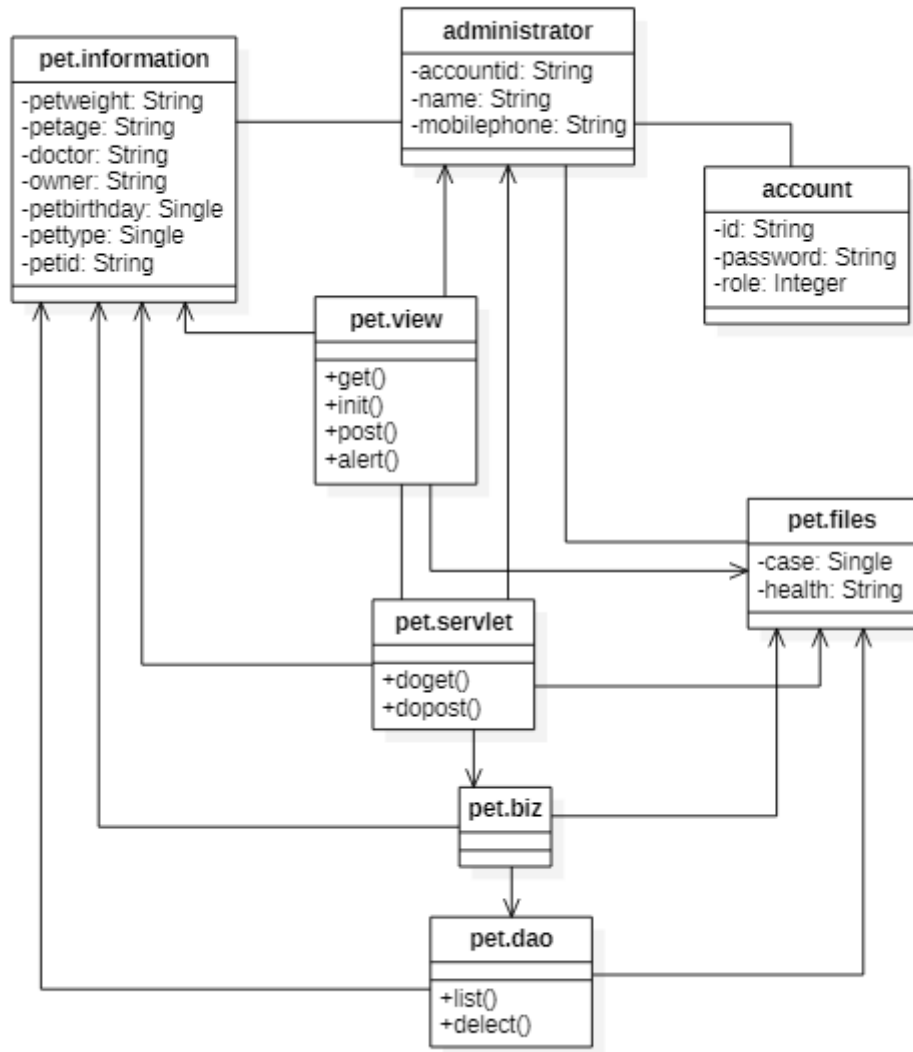 pet.information
-petweight: String
-petage: String
-doctor: String
-owner: String
-petbirthday: Single
-pettype: Single
-petid: String
administrator
-accountid: String
-name: String
-mobilephone: String
account
-id: String
-password: String
-role: Integer
pet.view
+get()
+init()
+post()
+alert()
pet.files
-case: Single
-health: String
pet.servlet
+doget()
+dopost()
pet.biz
pet.dao
+list()
+delect()